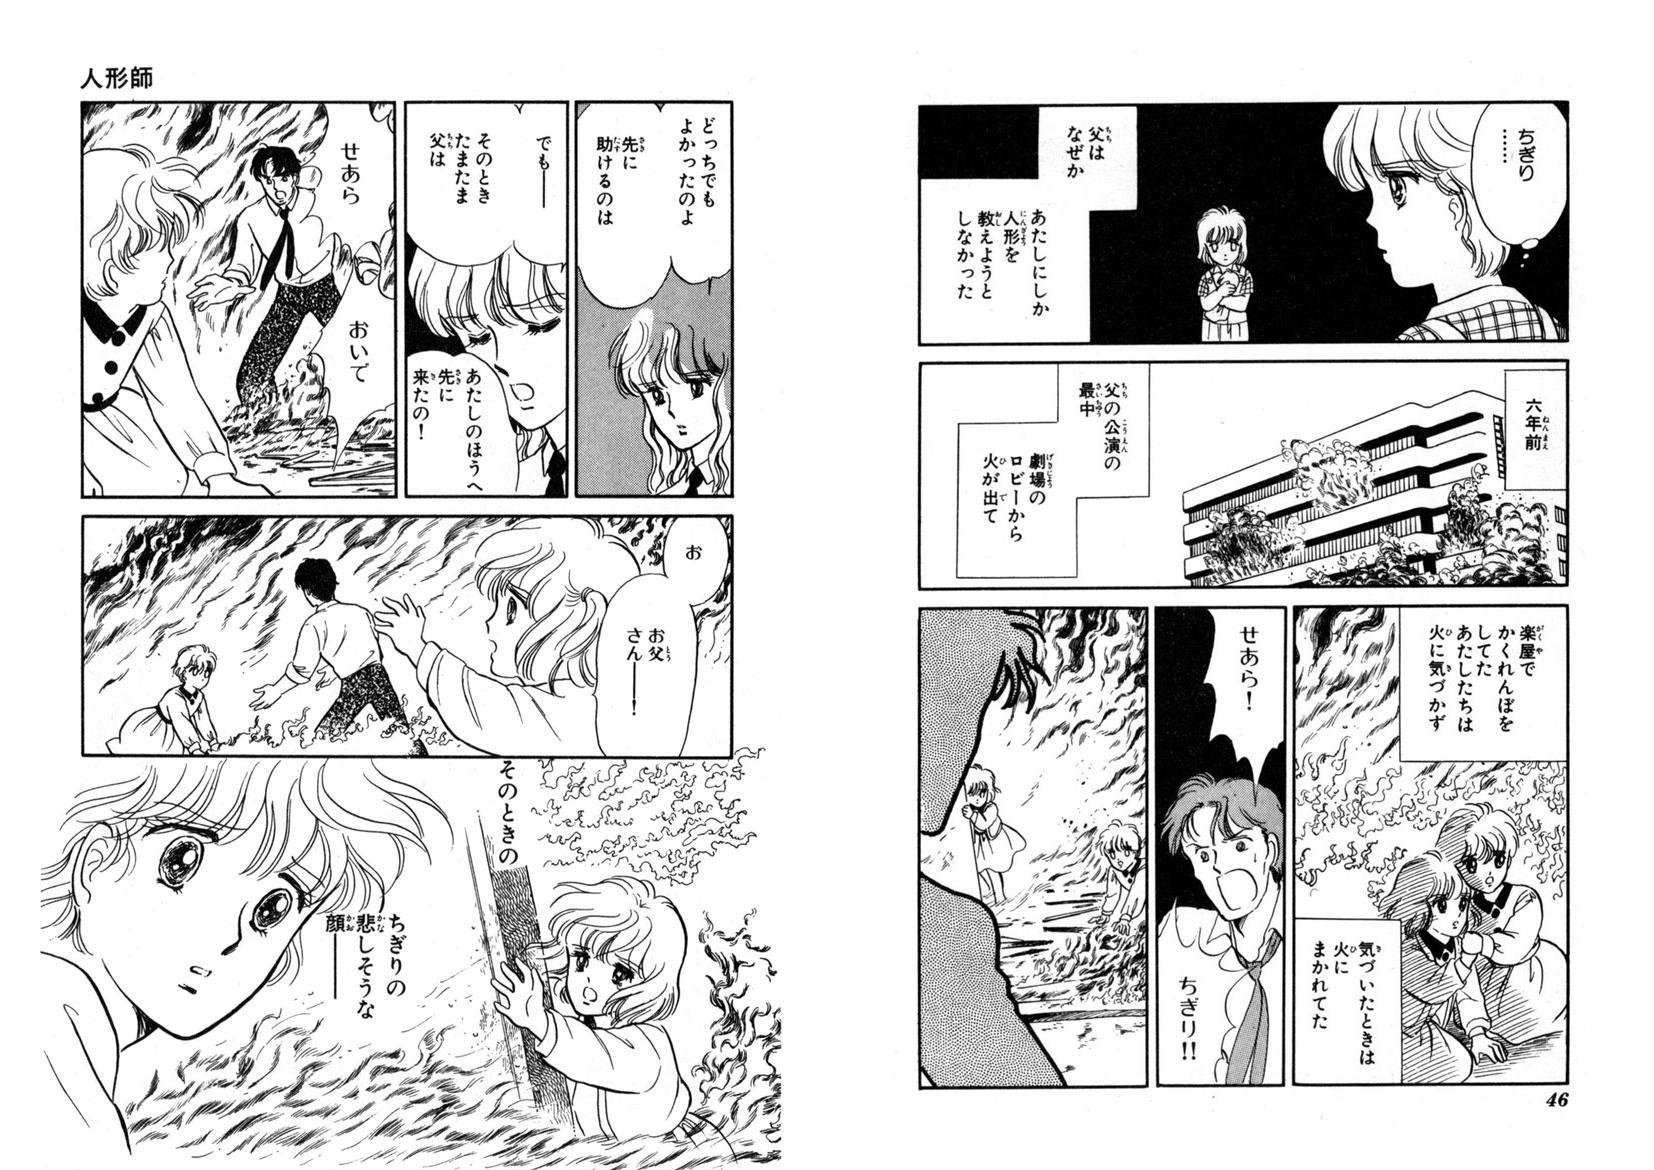 ちぎり
……
父は
なぜか
あたしにしか
人形を
教えようと
しなかった
六年前
父の公演の
最中
劇場の
ロビーから
火が出て
楽屋で
かくれんぼを
してた
あたしたちは
火に気づかず
気づいたときは
火に
まかれてた
せあら!
ちぎり!!
46
人形師
どっちでも
よかったのよ
先に
助けるのは
でも――
そのとき
たまたま
父は
あたしのほうへ
先に
来たの!
せあら
おいで
お
お父
さん――!
そのときの
ちぎりの
悲しそうな
顔――